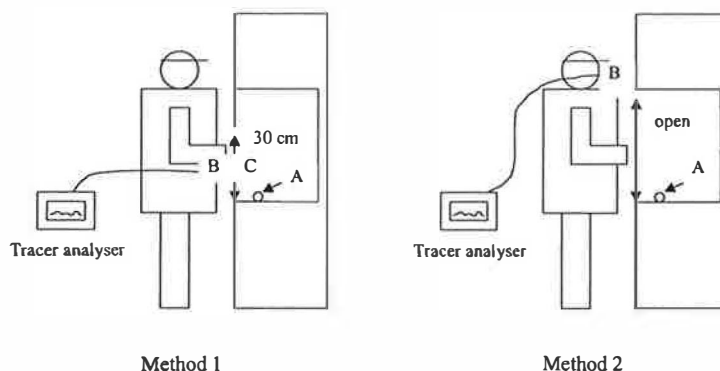 B
30 cm
B
C
A
Tracer analyser
Method 1
B
open
A
Tracer analyser
Method 2